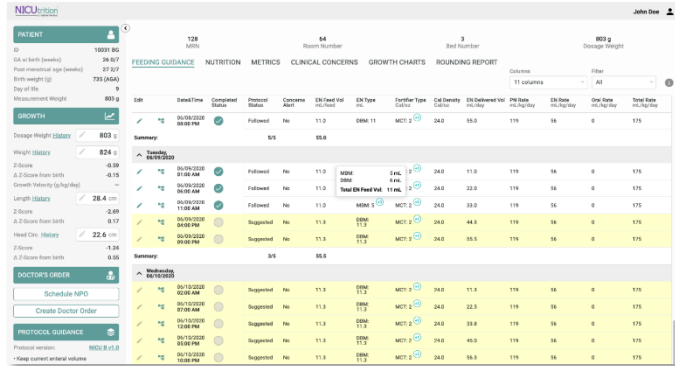 NICUtrition
John Doe
PATIENT
ID 10031 BG
GA at birth (weeks) 26 0/7
Post menstrual age (weeks) 27 2/7
Birth weight (g) 735 (AGA)
Day of life 9
Measurement Weight 803 g
GROWTH
Dosage Weight History 803 g
Weight History 824 g
Z-Score -0.39
Δ Z-Score from birth -0.15
Growth Velocity (g/kg/day) --
Length History 28.4 cm
Z-Score -2.69
Δ Z-Score from birth 0.17
Head Circ. History 22.6 cm
Z-Score -1.24
Δ Z-Score from birth 0.55
DOCTOR'S ORDER
Schedule NPO
Create Doctor Order
PROTOCOL GUIDANCE
Protocol version: NICU B v1.0
• Keep current enteral volume
128 64 3 803 g
MRN Room Number Bed Number Dosage Weight
FEEDING GUIDANCE NUTRITION METRICS CLINICAL CONCERNS GROWTH CHARTS ROUNDING REPORT
Columns Filter
11 columns All
Edit Date&Time Completed Status Protocol Status Concerns Alert EN Feed Vol mL/feed EN Type mL Fortifier Type Cal/oz Cal Density Cal/oz EN Delivered Vol mL/day PN Rate mL/kg/day EN Rate mL/kg/day Oral Rate mL/kg/day Total Rate mL/kg/day
06/08/2020 08:00 PM Followed No 11.0 DBM: 11 MCT: 2 24.0 55.0 119 56 0 175
Summary: 5/5 55.0
Tuesday, 06/09/2020
06/09/2020 01:00 AM Followed No 11.0 MCT: 2 24.0 11.0 119 56 0 175
06/09/2020 06:00 AM Followed No 11.0 MCT: 2 24.0 22.0 119 56 0 175
MBM: 5 mL
DBM: 6 mL
Total EN Feed Vol: 11 mL
06/09/2020 11:00 AM Followed No 11.0 MBM: 5 MCT: 2 24.0 33.0 119 56 0 175
06/09/2020 04:00 PM Suggested No 11.3 DBM: 11.3 MCT: 2 24.0 44.3 119 56 0 175
06/09/2020 09:00 PM Suggested No 11.3 DBM: 11.3 MCT: 2 24.0 55.5 119 56 0 175
Summary: 3/5 55.5
Wednesday, 06/10/2020
06/10/2020 02:00 AM Suggested No 11.3 DBM: 11.3 MCT: 2 24.0 11.3 119 56 0 175
06/10/2020 07:00 AM Suggested No 11.3 DBM: 11.3 MCT: 2 24.0 22.5 119 56 0 175
06/10/2020 12:00 PM Suggested No 11.3 DBM: 11.3 MCT: 2 24.0 33.8 119 56 0 175
06/10/2020 05:00 PM Suggested No 11.3 DBM: 11.3 MCT: 2 24.0 45.0 119 56 0 175
06/10/2020 10:00 PM Suggested No 11.3 DBM: 11.3 MCT: 2 24.0 56.3 119 56 0 175